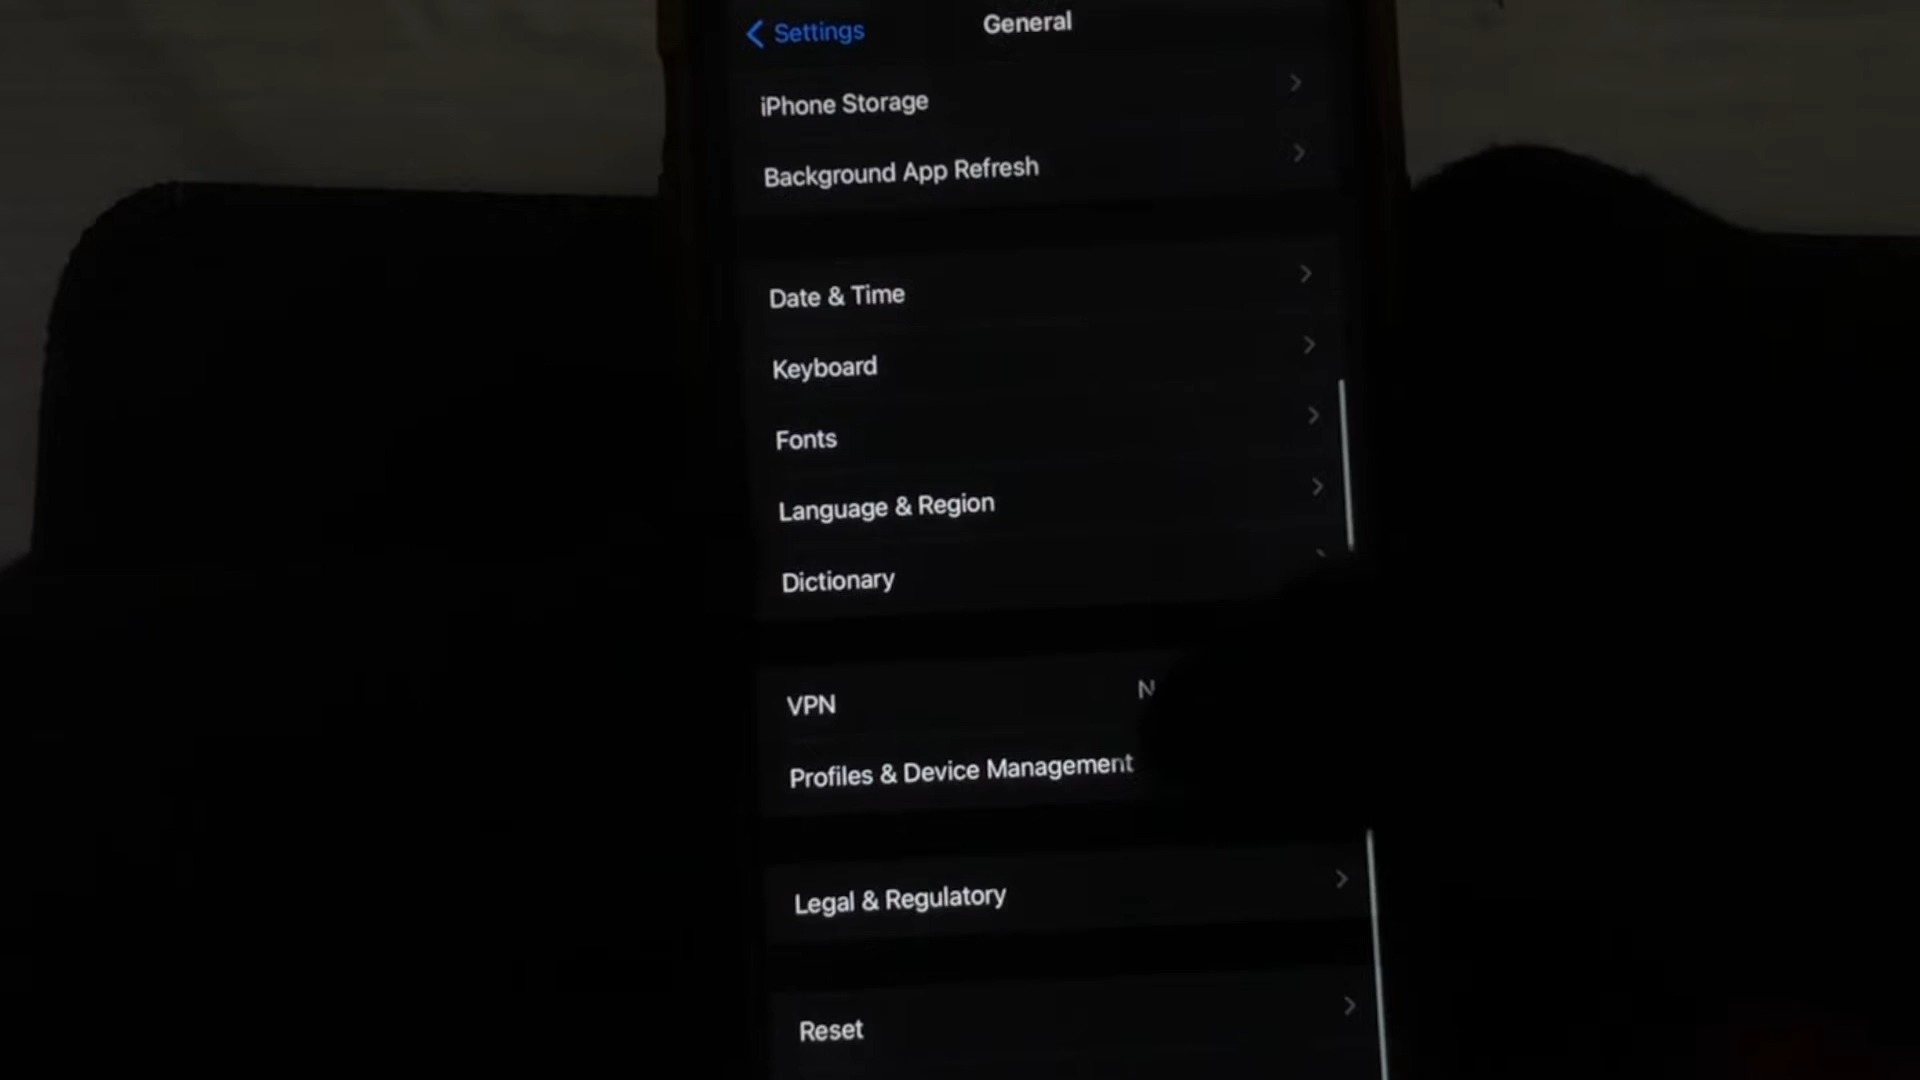 Settings
General
iPhone Storage
Background App Refresh
Date & Time
Keyboard
Fonts
Language & Region
Dictionary
VPN
Profiles & Device Management
Legal & Regulatory
Reset